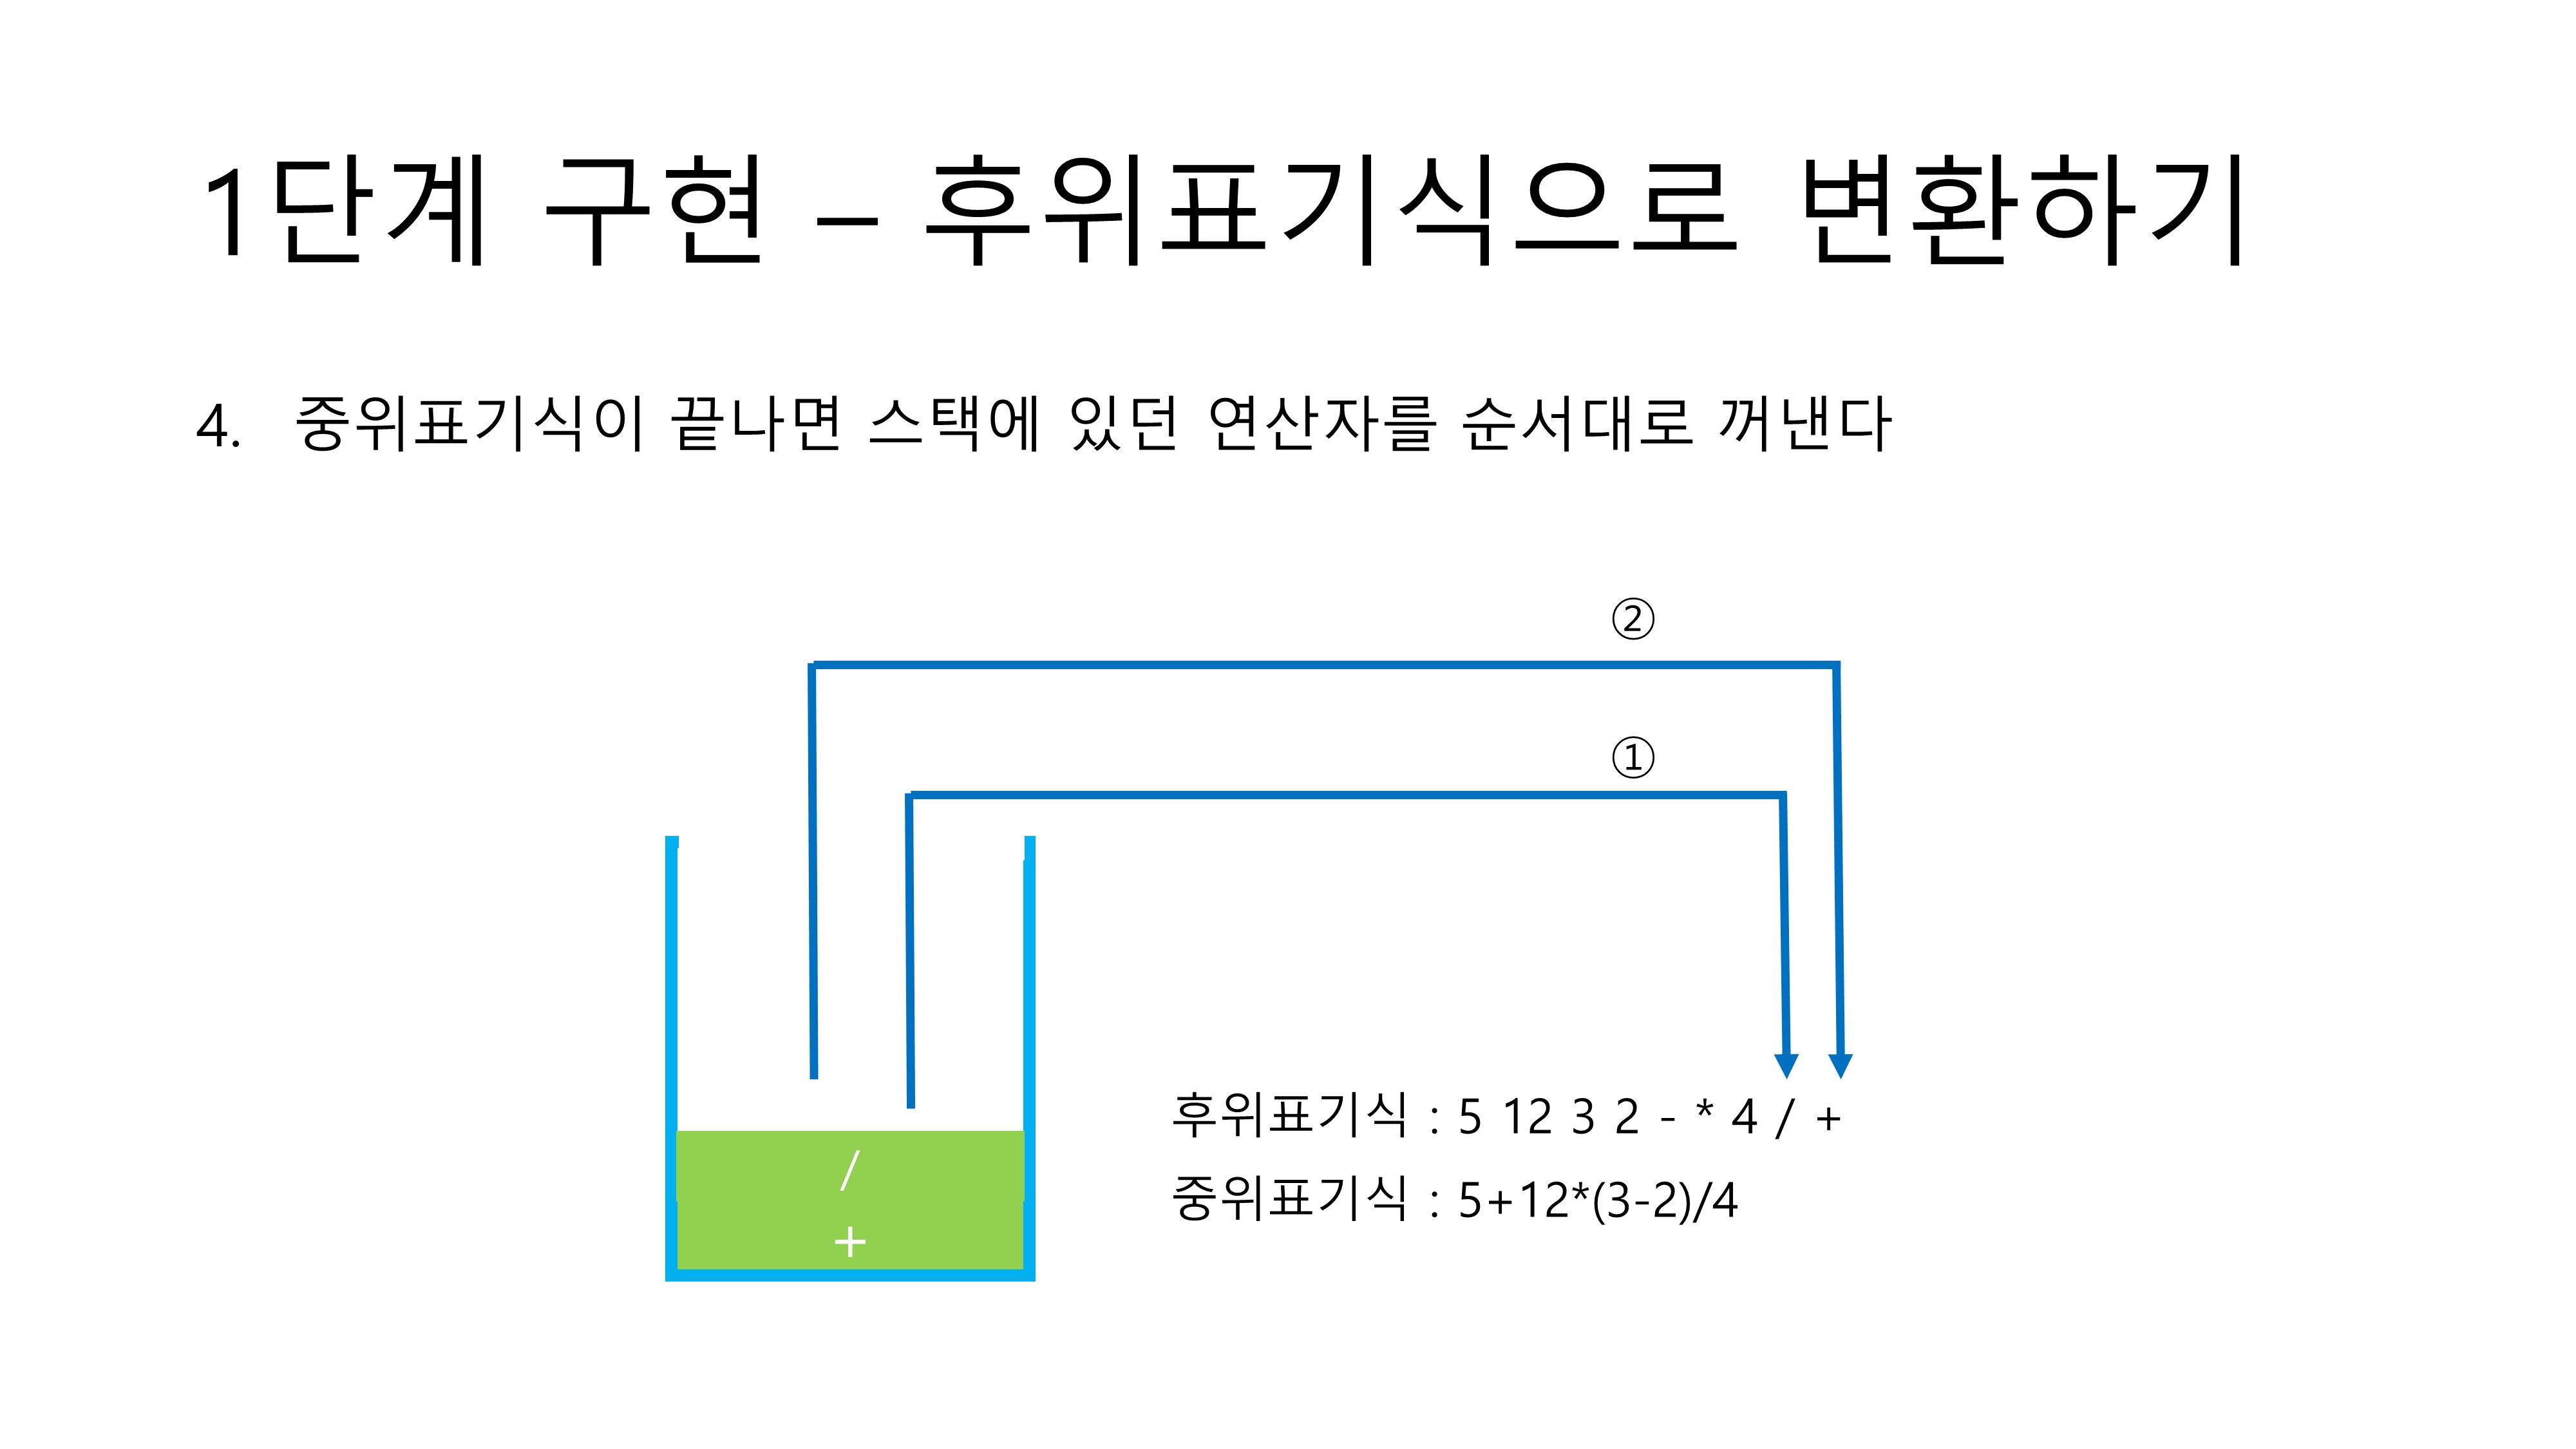 1단계 구현 – 후위표기식으로 변환하기
4. 중위표기식이 끝나면 스택에 있던 연산자를 순서대로 꺼낸다
②
①
/
+
후위표기식 : 5 12 3 2 - * 4 / +
중위표기식 : 5+12*(3-2)/4